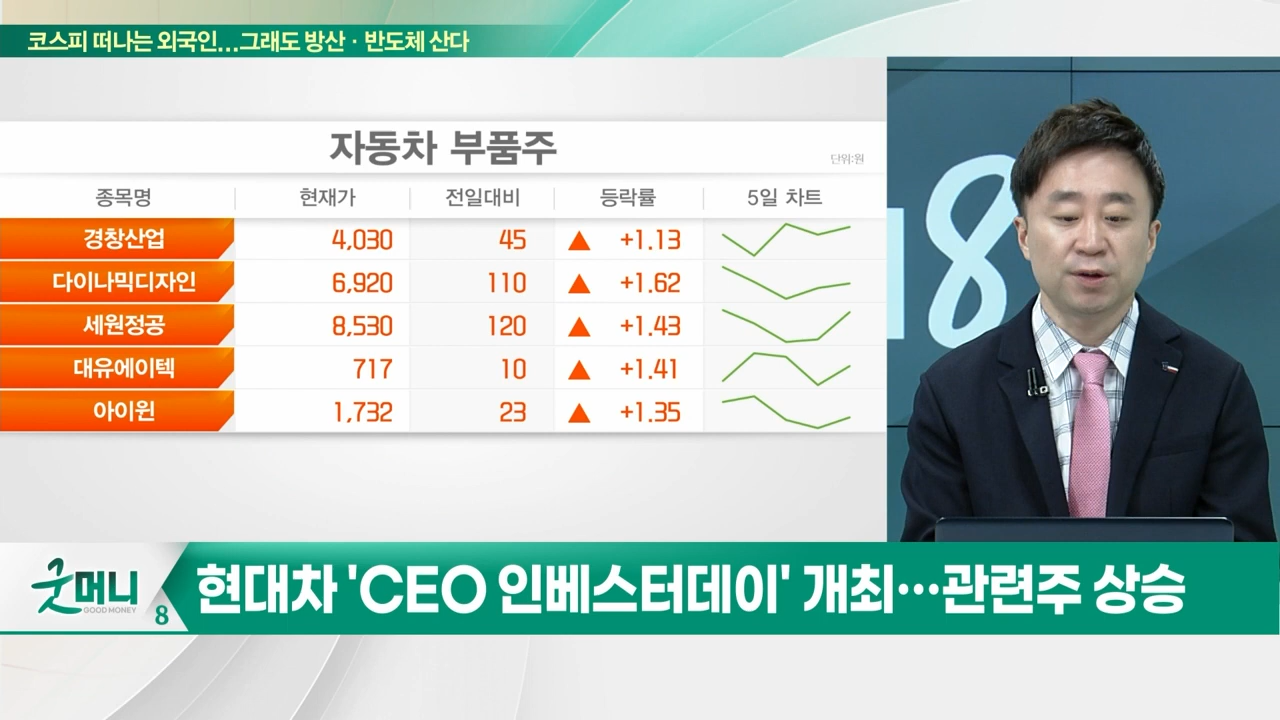 코스피 떠나는 외국인...그래도 방산 · 반도체 산다
자동차 부품주
단위:원
종목명 현재가 전일대비 등락률 5일 차트
경창산업 4,030 45 ▲ +1.13
다이나믹디자인 6,920 110 ▲ +1.62
세원정공 8,530 120 ▲ +1.43
대유에이텍 717 10 ▲ +1.41
아이윈 1,732 23 ▲ +1.35
8
굿머니
GOOD MONEY
8
현대차 'CEO 인베스터데이' 개최…관련주 상승